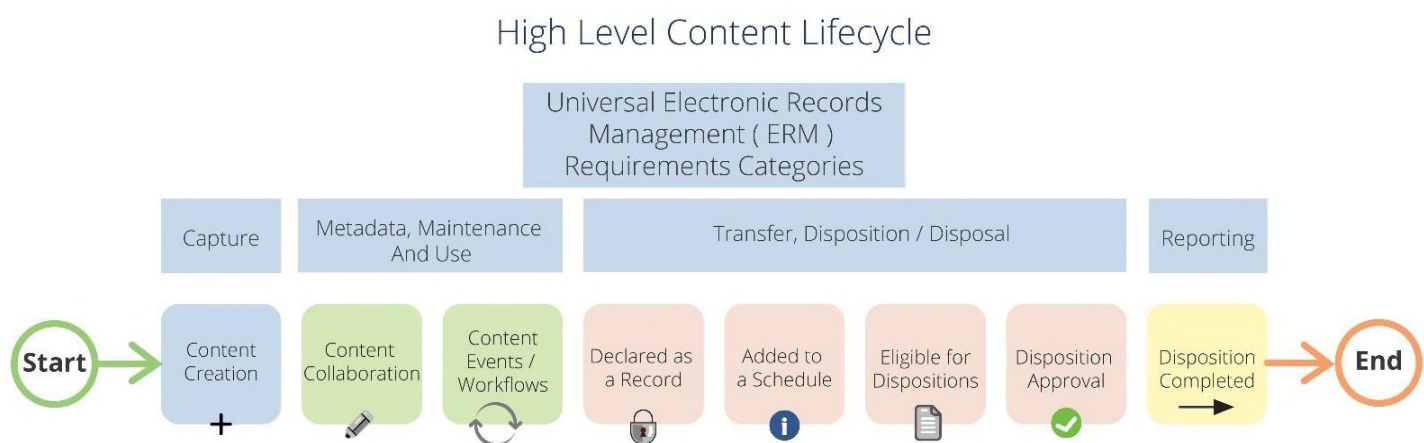 High Level Content Lifecycle
Universal Electronic Records
Management ( ERM )
Requirements Categories
Capture
Metadata, Maintenance
And Use
Transfer, Disposition / Disposal
Reporting
Start
Content
Creation
Content
Collaboration
Content
Events /
Workflows
Declared as
a Record
Added to
a Schedule
Eligible for
Dispositions
Disposition
Approval
Disposition
Completed
End